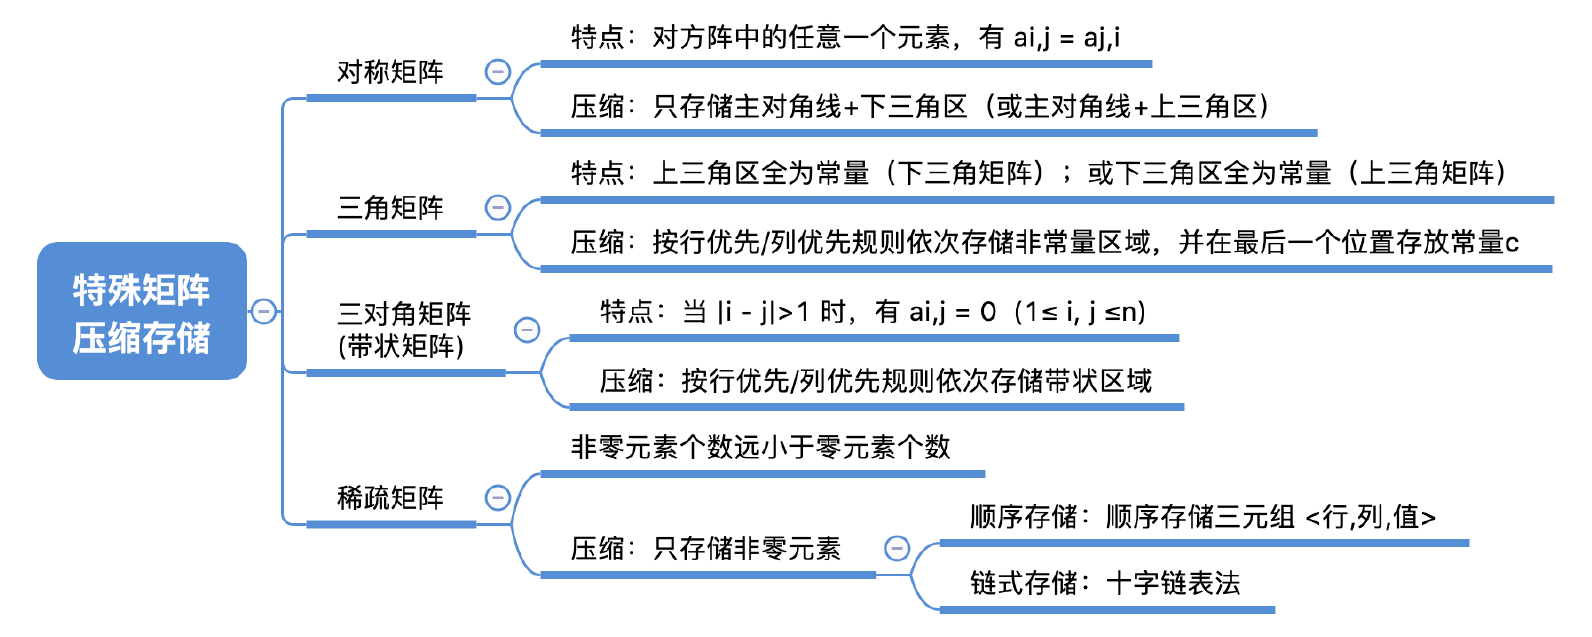 特殊矩阵
压缩存储
对称矩阵
特点：对方阵中的任意一个元素，有 ai,j = aj,i
压缩：只存储主对角线+下三角区（或主对角线+上三角区）
三角矩阵
特点：上三角区全为常量（下三角矩阵）；或下三角区全为常量（上三角矩阵）
压缩：按行优先/列优先规则依次存储非常量区域，并在最后一个位置存放常量c
三对角矩阵
(带状矩阵)
特点：当 |i - j|>1 时，有 ai,j = 0（1≤ i, j ≤n)
压缩：按行优先/列优先规则依次存储带状区域
稀疏矩阵
非零元素个数远小于零元素个数
压缩：只存储非零元素
顺序存储：顺序存储三元组 <行,列,值>
链式存储：十字链表法